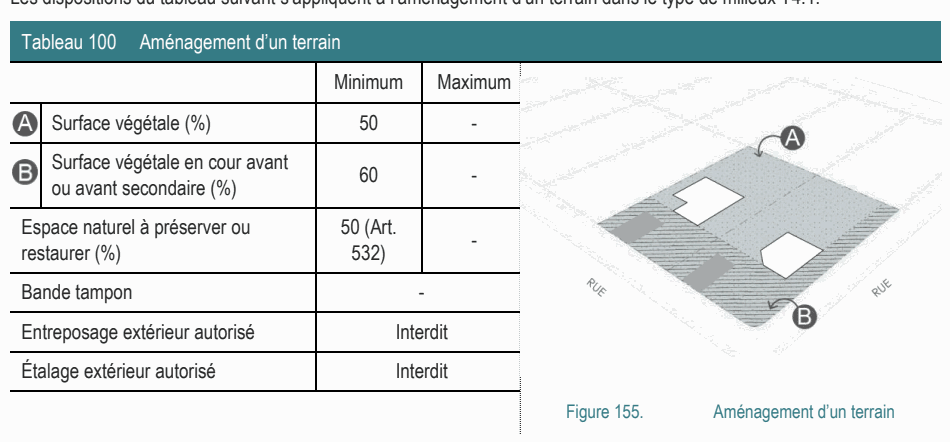 Les dispositions du tableau suivant s'appliquent à l'aménagement d'un terrain dans le type de milieux T4.1.
Tableau 100 Aménagement d'un terrain
Minimum Maximum
A Surface végétale (%) 50 -
B Surface végétale en cour avant
ou avant secondaire (%) 60 -
Espace naturel à préserver ou
restaurer (%) 50 (Art.
532) -
Bande tampon -
Entreposage extérieur autorisé Interdit
Étalage extérieur autorisé Interdit
A
RUE
RUE
B
Figure 155. Aménagement d'un terrain